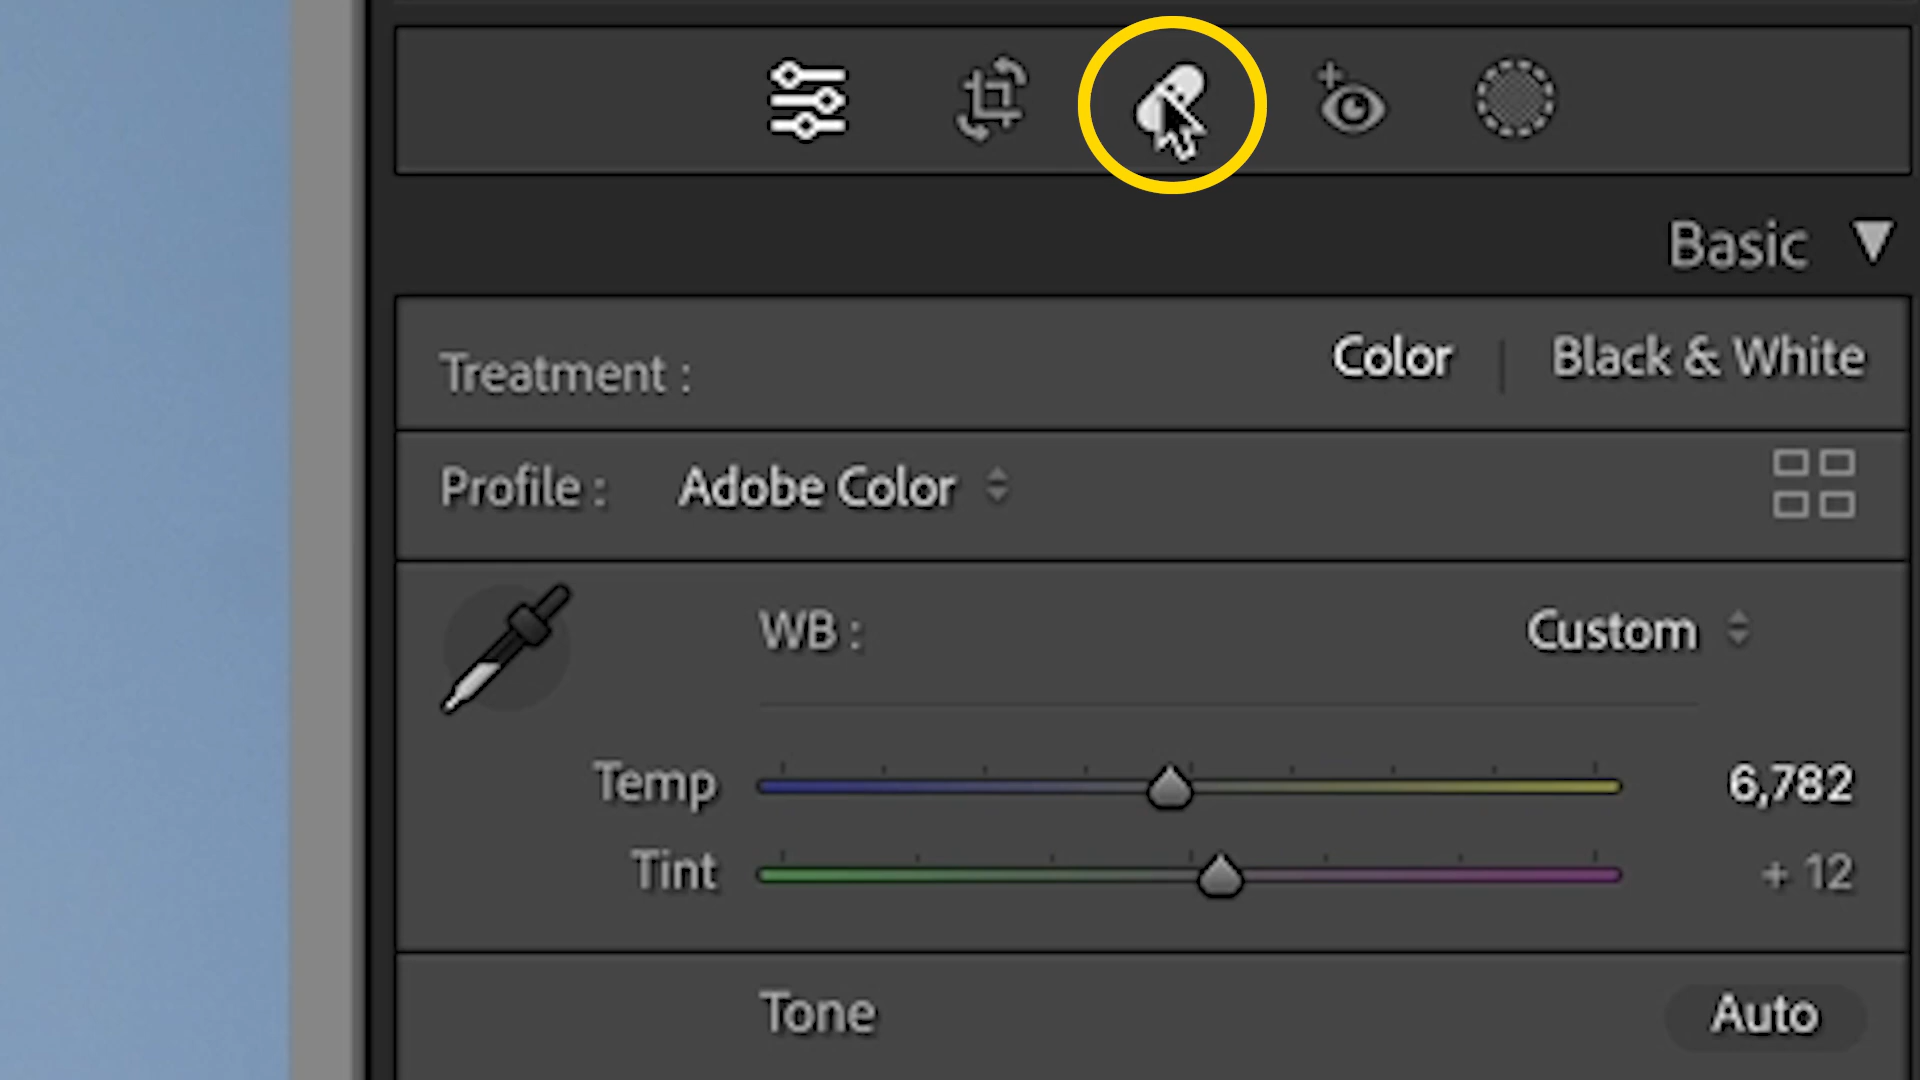 Basic
Treatment : Color | Black & White
Profile : Adobe Color
WB : Custom
Temp 6,782
Tint + 12
Tone Auto